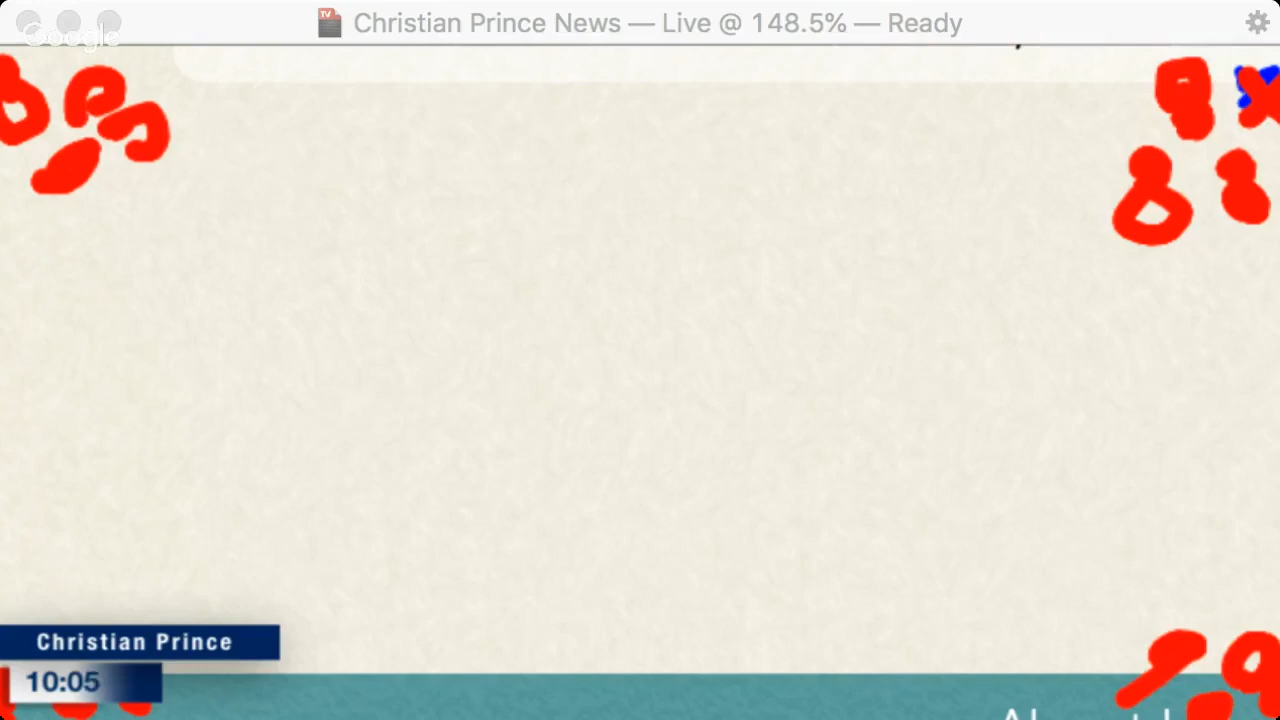 Google
Christian Prince News — Live @ 148.5% — Ready
Christian Prince
10:05